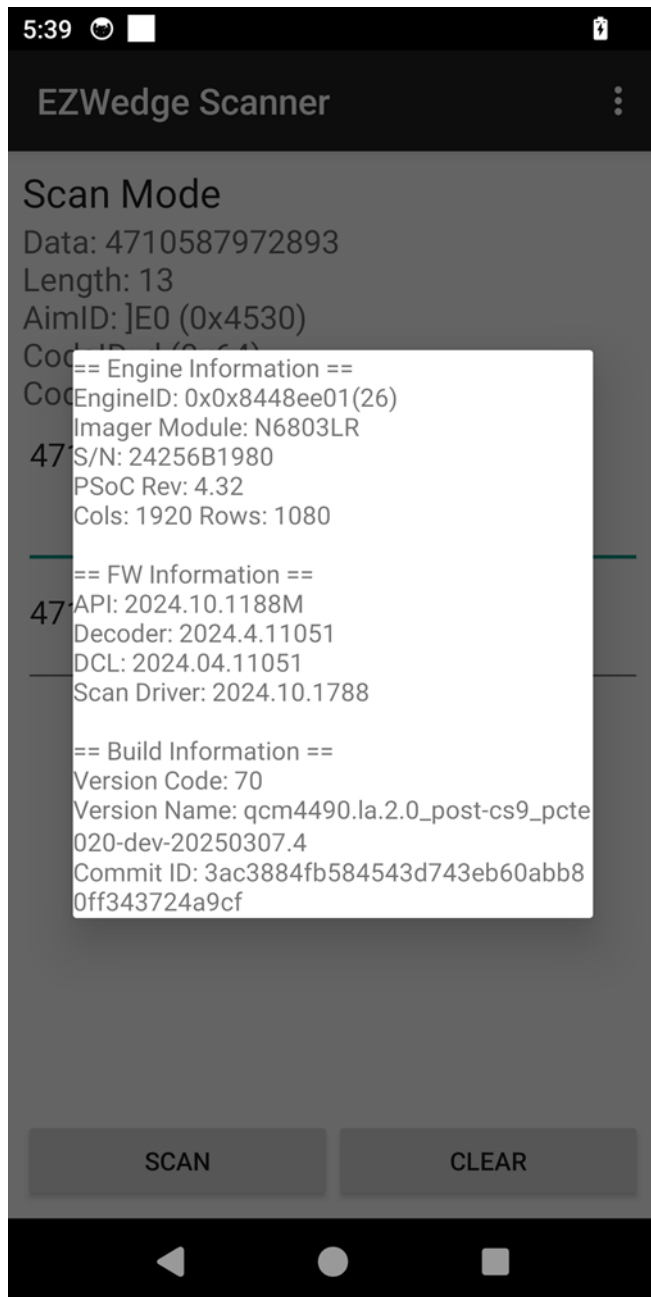 5:39
EZWedge Scanner
Scan Mode
Data: 4710587972893
Length: 13
AimID: ]E0 (0x4530)
== Engine Information ==
EngineID: 0x0x8448ee01(26)
Imager Module: N6803LR
S/N: 24256B1980
PSoC Rev: 4.32
Cols: 1920 Rows: 1080
== FW Information ==
API: 2024.10.1188M
Decoder: 2024.4.11051
DCL: 2024.04.11051
Scan Driver: 2024.10.1788
== Build Information ==
Version Code: 70
Version Name: qcm4490.la.2.0_post-cs9_pcte
020-dev-20250307.4
Commit ID: 3ac3884fb584543d743eb60abb8
0ff343724a9cf
SCAN
CLEAR